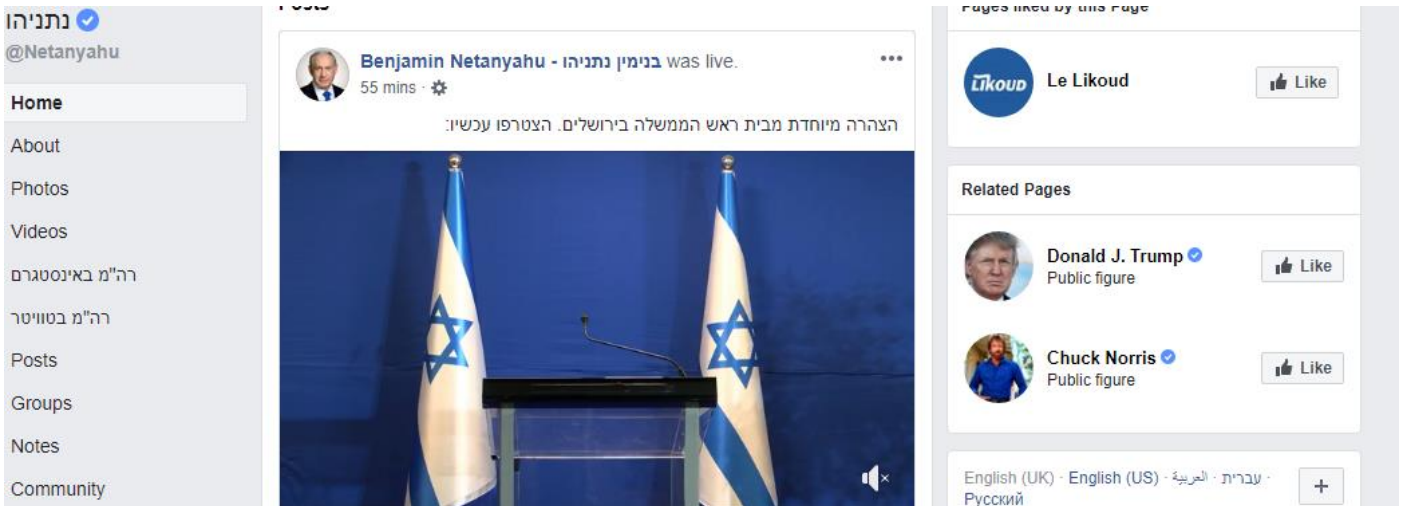 נתניהו
@Netanyahu
Home
About
Photos
Videos
רה"מ באינסטגרם
רה"מ בטוויטר
Posts
Groups
Notes
Community
Posts
Benjamin Netanyahu - בנימין נתניהו was live.
55 mins ·
הצהרה מיוחדת מבית ראש הממשלה בירושלים. הצטרפו עכשיו:
Pages liked by this Page
LIKOUD
Le Likoud
Like
Related Pages
Donald J. Trump
Public figure
Like
Chuck Norris
Public figure
Like
English (UK) · English (US) · עברית · العربية ·
Русский
+